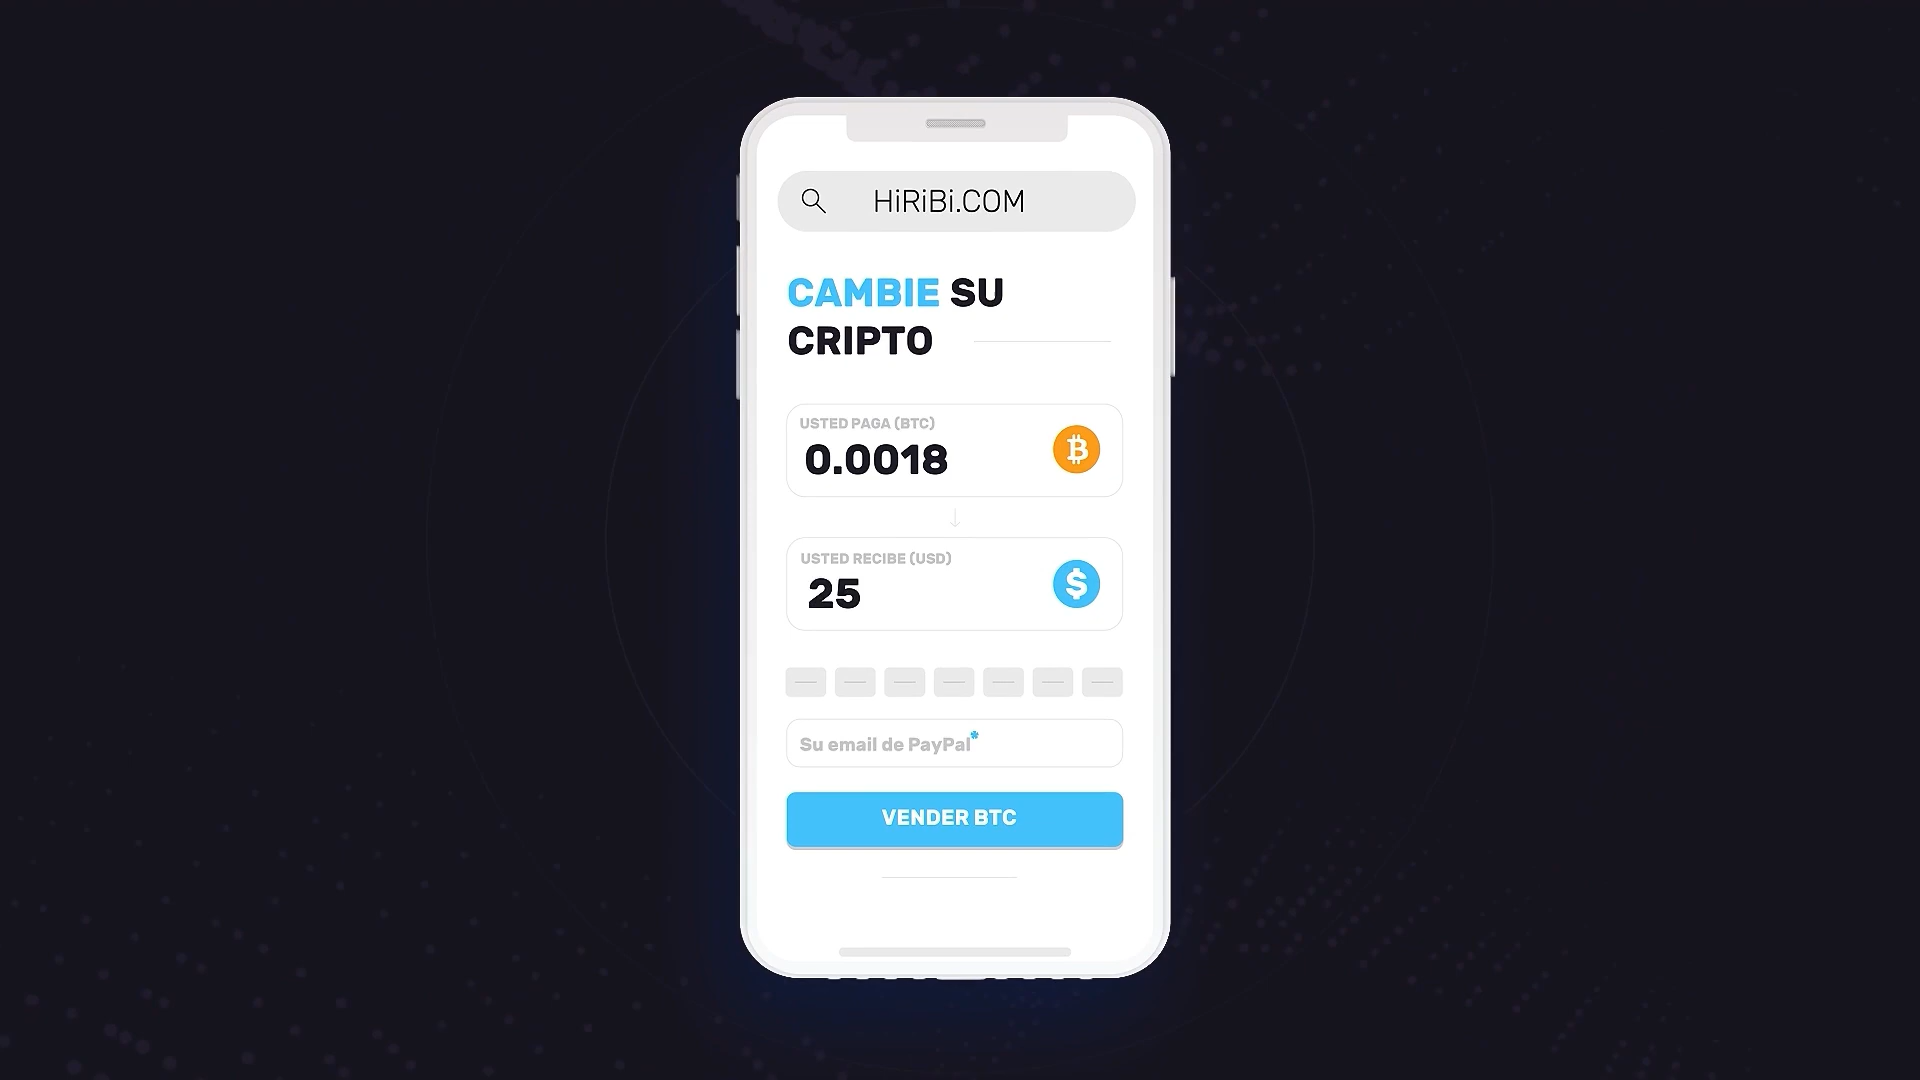 HiRiBi.COM
CAMBIE SU
CRIPTO
USTED PAGA (BTC)
0.0018
USTED RECIBE (USD)
25
$
Su email de PayPal*
VENDER BTC